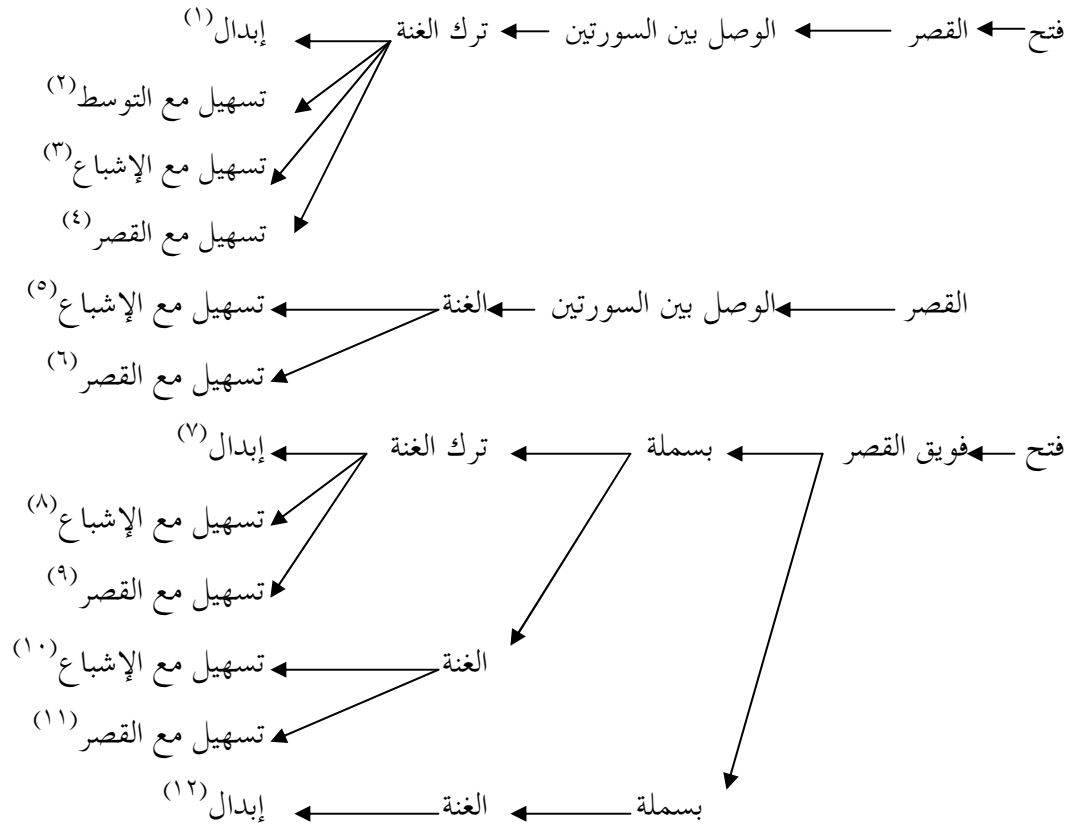 فتح القصر الوصل بين السورتين ترك الغنة إبدال(١)
تسهيل مع التوسط(٢)
تسهيل مع الإشباع(٣)
تسهيل مع القصر(٤)
القصر الوصل بين السورتين الغنة تسهيل مع الإشباع(٥)
تسهيل مع القصر(٦)
فتح فويق القصر بسملة ترك الغنة إبدال(٧)
تسهيل مع الإشباع(٨)
تسهيل مع القصر(٩)
الغنة تسهيل مع الإشباع(١٠)
تسهيل مع القصر(١١)
بسملة الغنة إبدال(١٢)